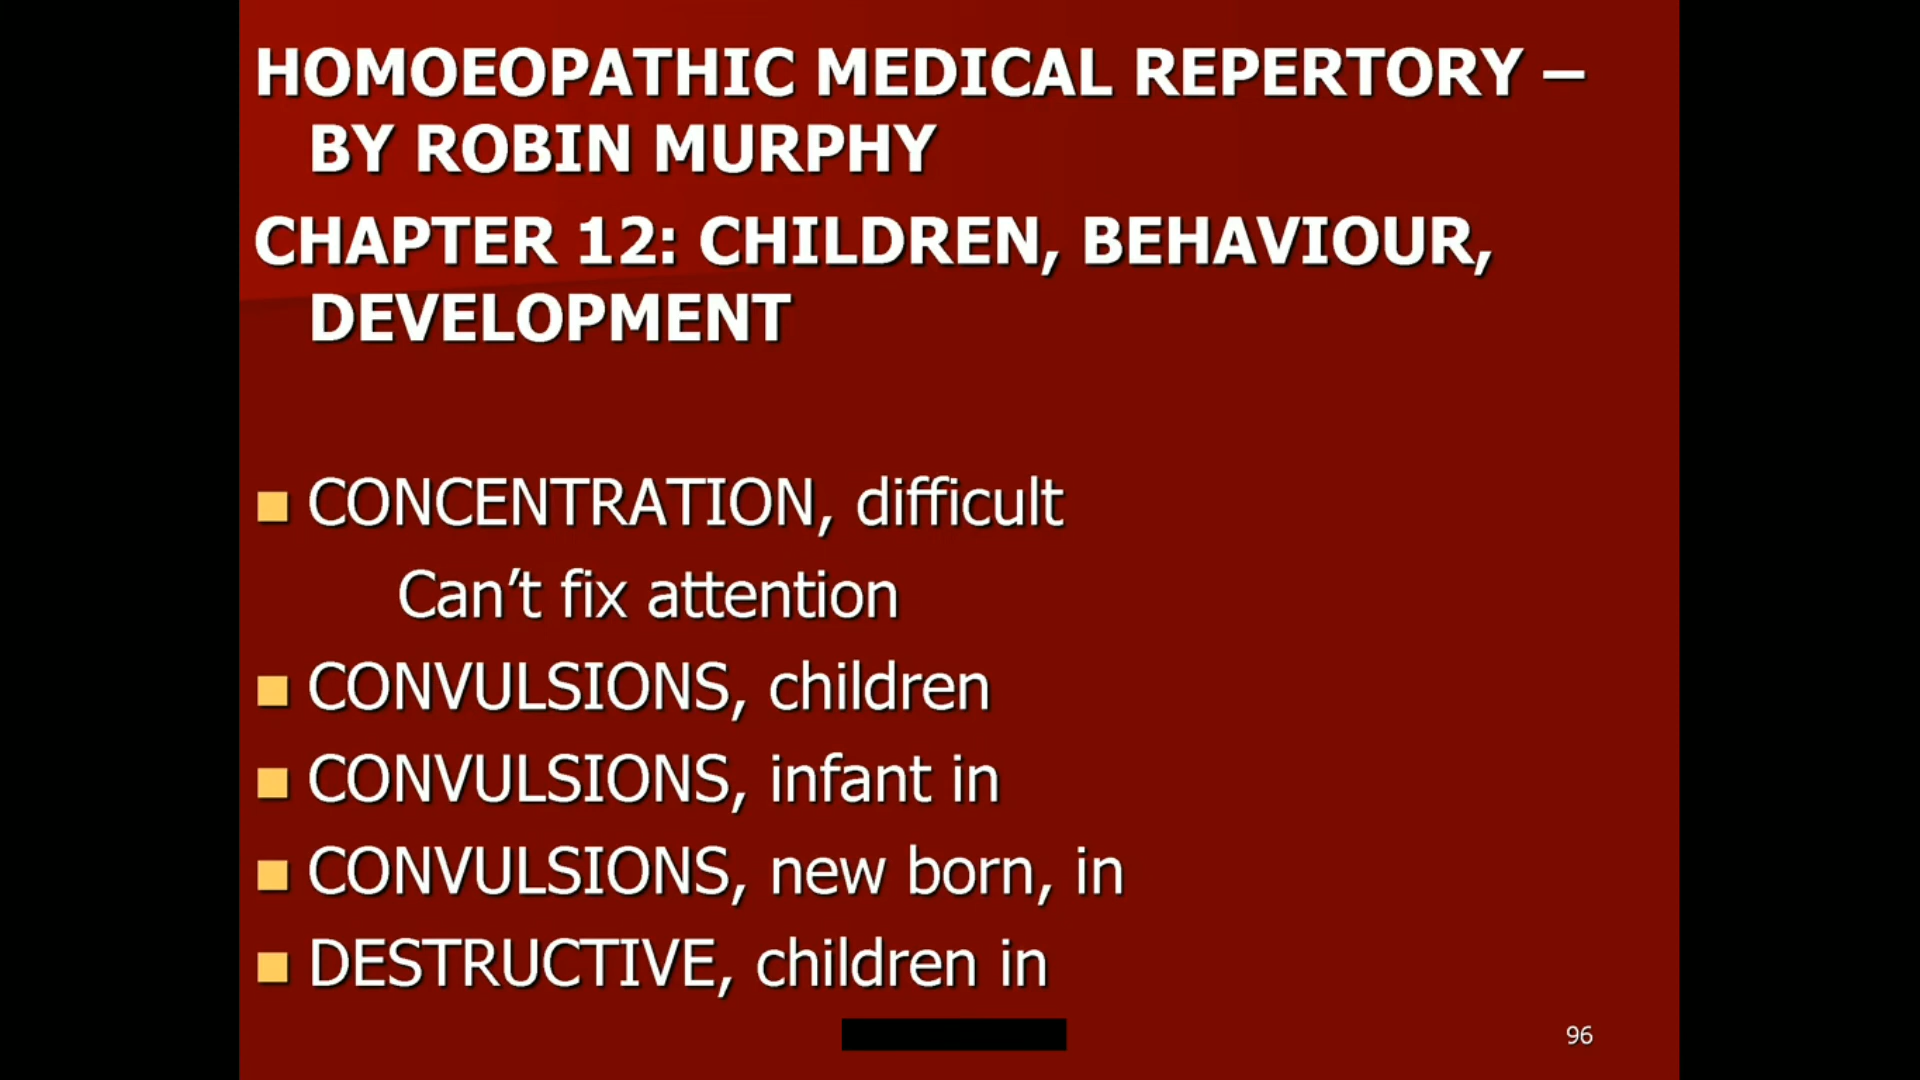 HOMOEOPATHIC MEDICAL REPERTORY –
BY ROBIN MURPHY
CHAPTER 12: CHILDREN, BEHAVIOUR,
DEVELOPMENT
CONCENTRATION, difficult
Can’t fix attention
CONVULSIONS, children
CONVULSIONS, infant in
CONVULSIONS, new born, in
DESTRUCTIVE, children in
96